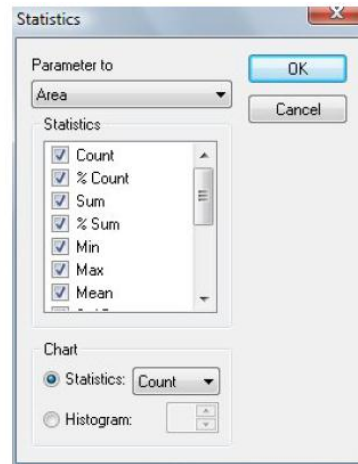 Statistics
Parameter to
Area
OK
Cancel
Statistics
Count
% Count
Sum
% Sum
Min
Max
Mean
Chart
Statistics: Count
Histogram: